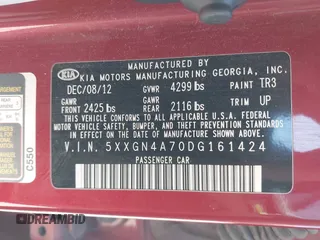 MANUFACTURED BY
KIA KIA MOTORS MANUFACTURING GEORGIA, INC.
DEC/08/12 GVWR 4299 lbs PAINT TR3
GAWR GAWR
FRONT 2425 lbs REAR 2116 lbs TRIM UP
THIS VEHICLE CONFORMS TO ALL APPLICABLE
U.S.A. FEDERAL MOTOR VEHICLE SAFETY, BUMPER,
AND THEFT PREVENTION STANDARDS IN EFFECT
ON THE DATE OF MANUFACTURE SHOWN ABOVE.
V.I.N. 5XXGN4A70DG161424
PASSENGER CAR
C550
DREAMBID